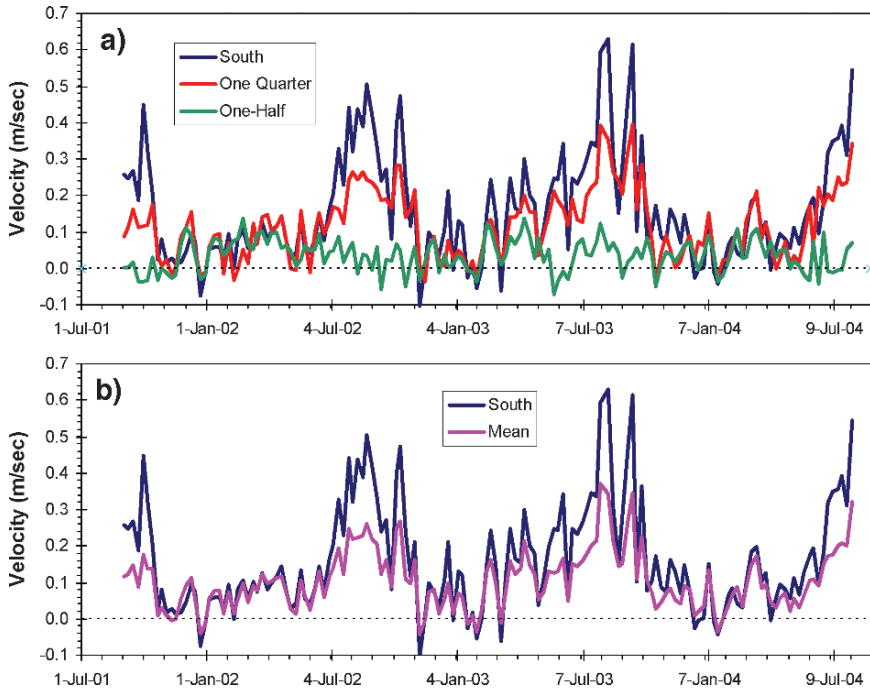 a)
South
One Quarter
One-Half
Velocity (m/sec)
0.7
0.6
0.5
0.4
0.3
0.2
0.1
0.0
-0.1
1-Jul-01
1-Jan-02
4-Jul-02
4-Jan-03
7-Jul-03
7-Jan-04
9-Jul-04
b)
South
Mean
Velocity (m/sec)
0.7
0.6
0.5
0.4
0.3
0.2
0.1
0.0
-0.1
1-Jul-01
1-Jan-02
4-Jul-02
4-Jan-03
7-Jul-03
7-Jan-04
9-Jul-04